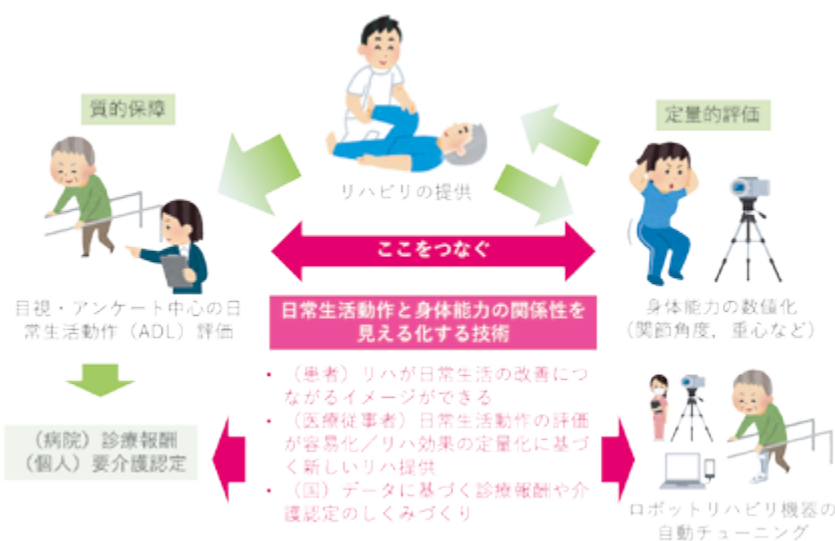 質的保障
定量的評価
リハビリの提供
ここをつなぐ
目視・アンケート中心の日
常生活動作（ADL）評価
日常生活動作と身体能力の関係性を
見える化する技術
身体能力の数値化
（関節角度，重心など）
• （患者）リハが日常生活の改善につ
ながるイメージができる
• （医療従事者）日常生活動作の評価
が容易化／リハ効果の定量化に基づ
く新しいリハ提供
• （国）データに基づく診療報酬や介
護認定のしくみづくり
（病院）診療報酬
（個人）要介護認定
ロボットリハビリ機器の
自動チューニング